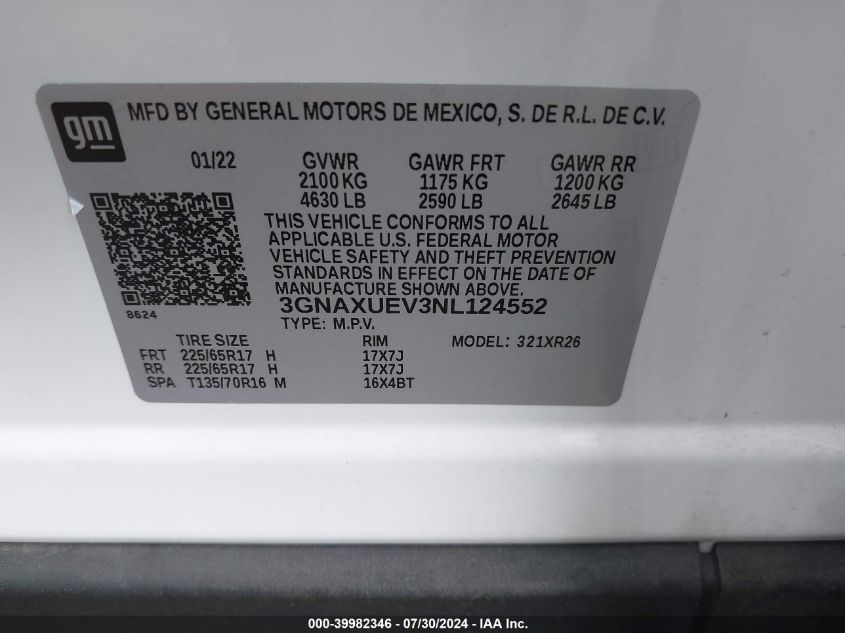 gm MFD BY GENERAL MOTORS DE MEXICO, S. DE R.L. DE C.V.
01/22 GVWR GAWR FRT GAWR RR
2100 KG 1175 KG 1200 KG
4630 LB 2590 LB 2645 LB
THIS VEHICLE CONFORMS TO ALL
APPLICABLE U.S. FEDERAL MOTOR
VEHICLE SAFETY AND THEFT PREVENTION
STANDARDS IN EFFECT ON THE DATE OF
MANUFACTURE SHOWN ABOVE.
8624 3GNAXUEV3NL124552
TYPE: M.P.V.
TIRE SIZE RIM MODEL: 321XR26
FRT 225/65R17 H 17X7J
RR 225/65R17 H 17X7J
SPA T135/70R16 M 16X4BT
000-39982346 / 07/30/2024 - IAA Inc.